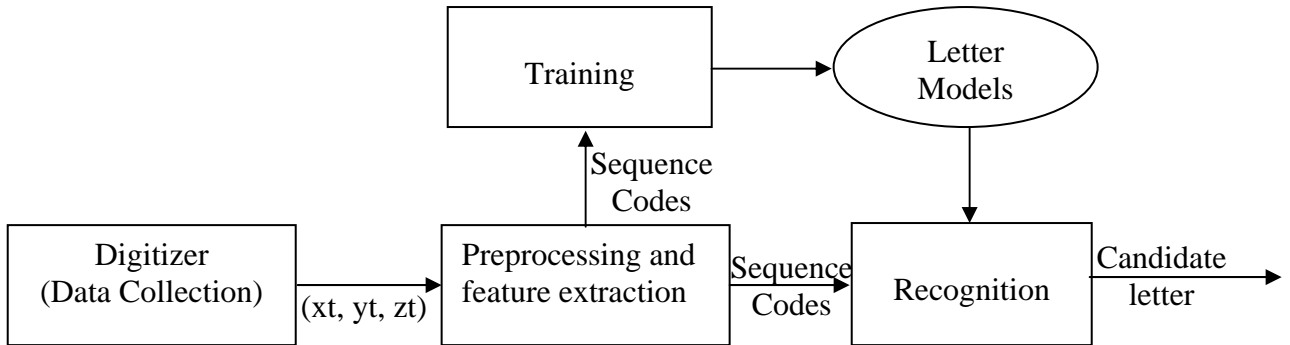 Training
Letter
Models
Sequence
Codes
Digitizer
(Data Collection)
(xt, yt, zt)
Preprocessing and
feature extraction
Sequence
Codes
Recognition
Candidate
letter